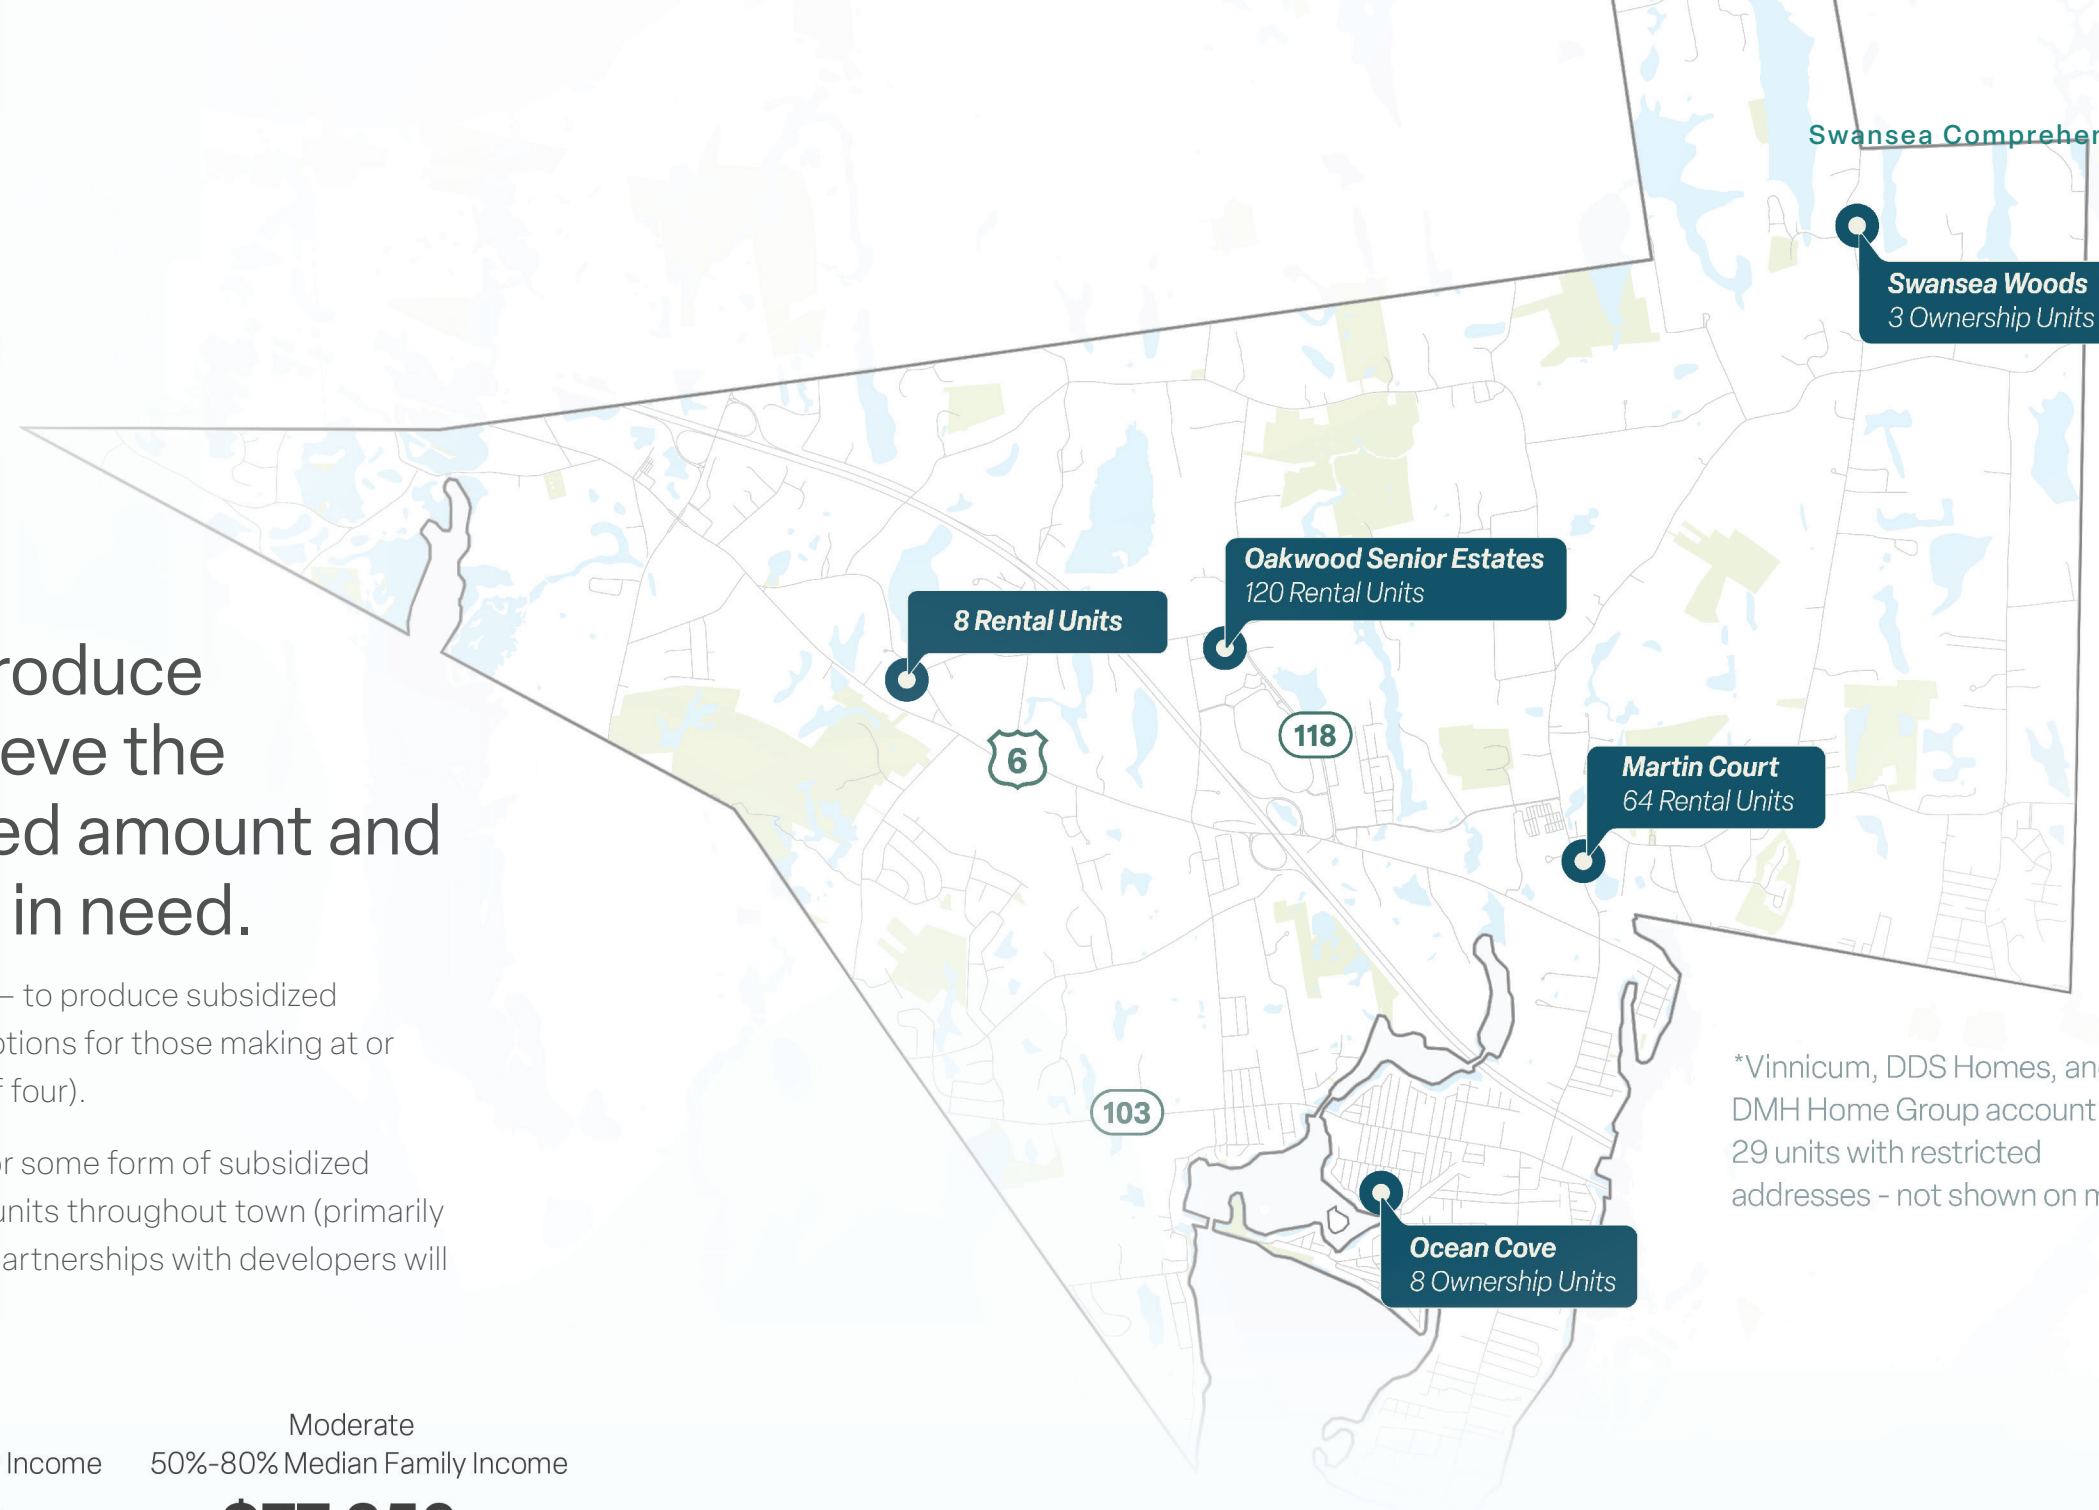 Swansea Comprehen
Swansea Woods
3 Ownership Units
Oakwood Senior Estates
120 Rental Units
8 Rental Units
6
118
Martin Court
64 Rental Units
103
Ocean Cove
8 Ownership Units
*Vinnicum, DDS Homes, an
DMH Home Group account
29 units with restricted
addresses - not shown on m
roduce
ieve the
ed amount and
in need.
– to produce subsidized
ptions for those making at or
f four).
or some form of subsidized
units throughout town (primarily
artnerships with developers will
Income
Moderate
50%-80% Median Family Income